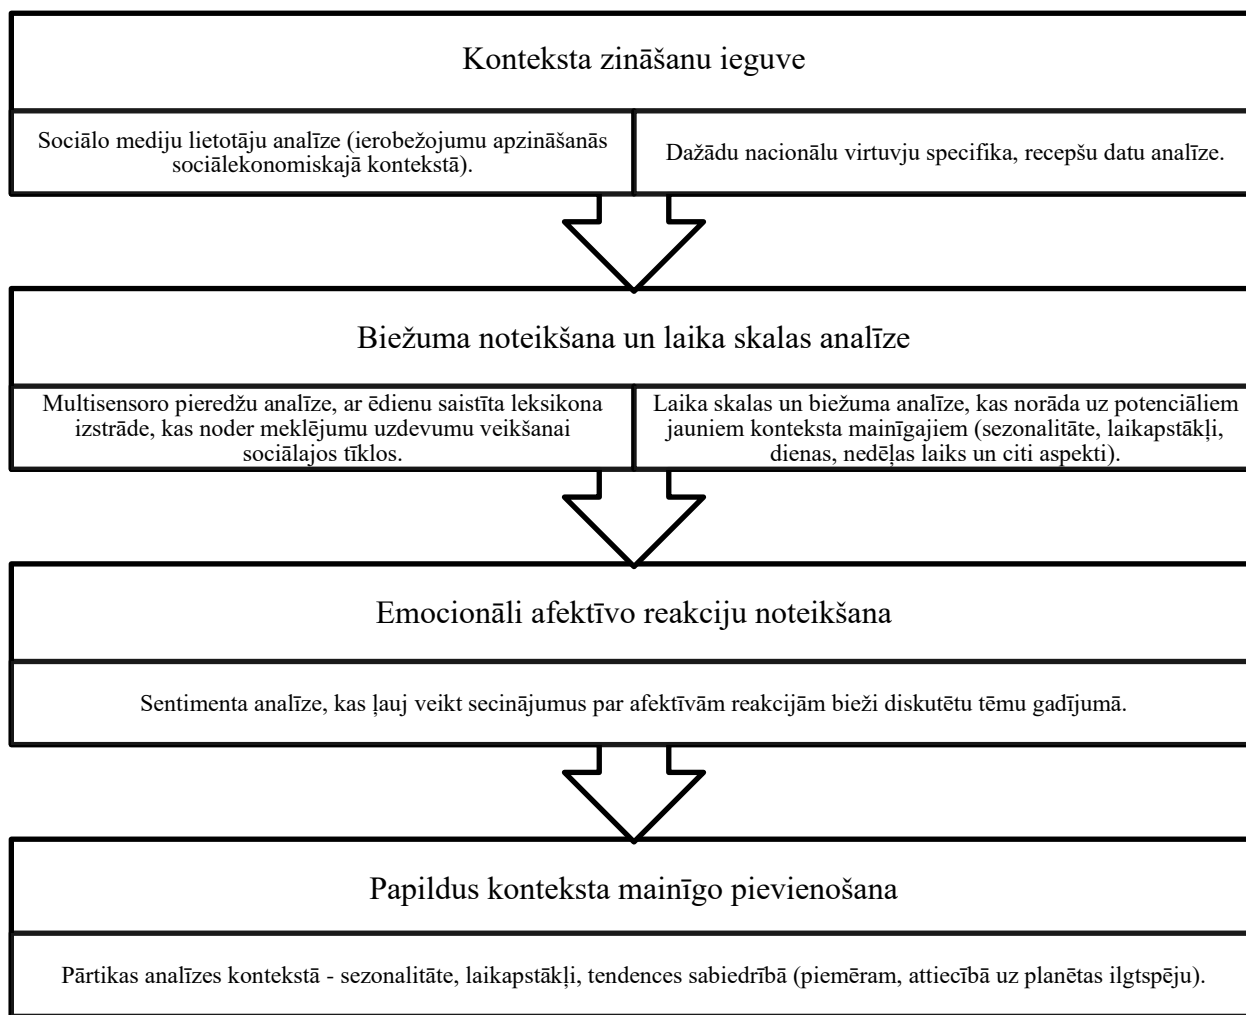 Konteksta zināšanu ieguve
Sociālo mediju lietotāju analīze (ierobežojumu apzināšanās
sociālekonomiskajā kontekstā).
Dažādu nacionālu virtuvju specifika, recepšu datu analīze.
Biežuma noteikšana un laika skalas analīze
Multisensoro pieredžu analīze, ar ēdienu saistīta leksikona
izstrāde, kas noder meklējumu uzdevumu veikšanai
sociālajos tīklos.
Laika skalas un biežuma analīze, kas norāda uz potenciāliem
jauniem konteksta mainīgajiem (sezonalitāte, laikapstākļi,
dienas, nedēļas laiks un citi aspekti).
Emocionāli afektīvo reakciju noteikšana
Sentimenta analīze, kas ļauj veikt secinājumus par afektīvām reakcijām bieži diskutētu tēmu gadījumā.
Papildus konteksta mainīgo pievienošana
Pārtikas analīzes kontekstā - sezonalitāte, laikapstākļi, tendences sabiedrībā (piemēram, attiecībā uz planētas ilgtspēju).